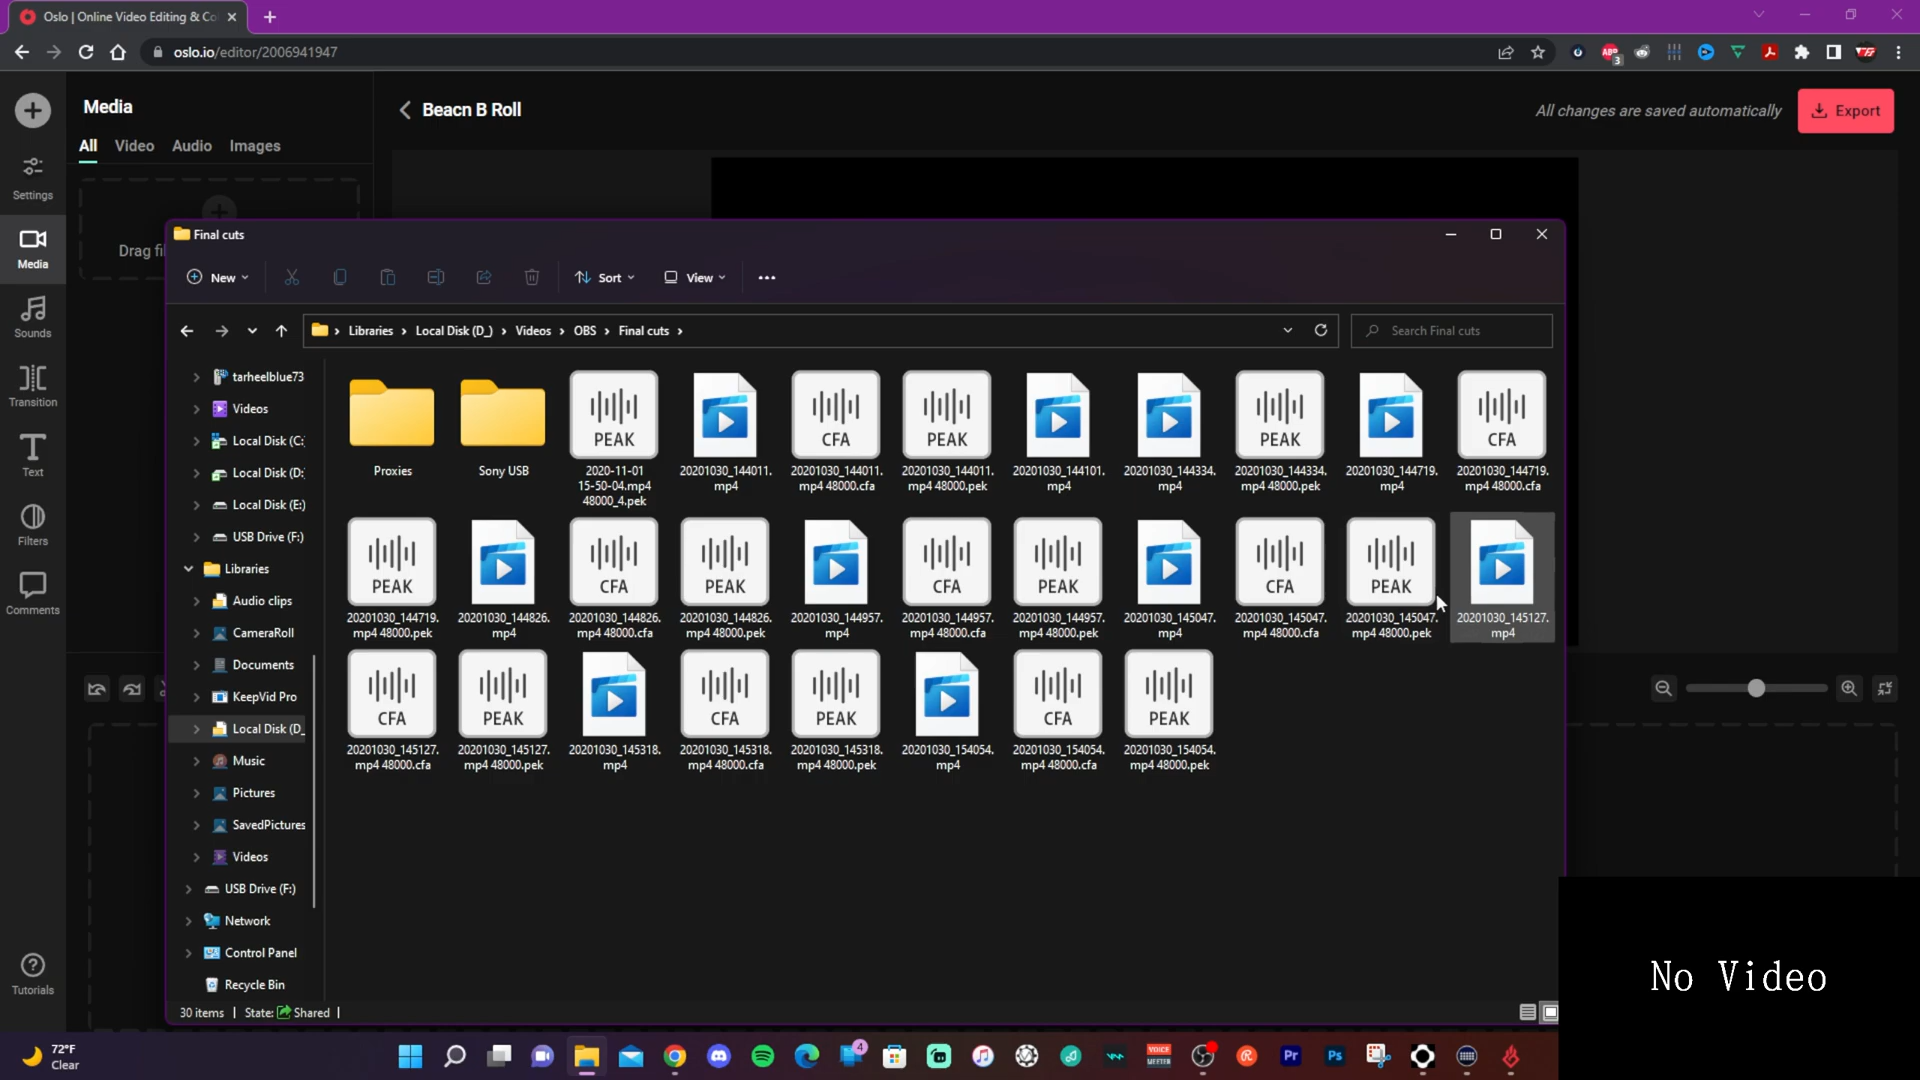 Oslo | Online Video Editing & Co
oslo.io/editor/2006941947
ABP
3
Media
All
Video
Audio
Images
Drag fi
Settings
Media
Sounds
Transition
Text
Filters
Comments
Tutorials
Beacn B Roll
All changes are saved automatically
Export
Final cuts
New
Sort
View
Libraries
Local Disk (D_)
Videos
OBS
Final cuts
Search Final cuts
tarheelblue73
Videos
Local Disk (C:
Local Disk (D:
Local Disk (E:)
USB Drive (F:)
Libraries
Audio clips
CameraRoll
Documents
KeepVid Pro
Local Disk (D_
Music
Pictures
SavedPictures
Videos
USB Drive (F:)
Network
Control Panel
Recycle Bin
PEAK
CFA
PEAK
PEAK
CFA
Proxies
Sony USB
2020-11-01
15-50-04.mp4
48000_4.pek
20201030_144011.
mp4
20201030_144011.
mp4 48000.cfa
20201030_144011.
mp4 48000.pek
20201030_144101.
mp4
20201030_144334.
mp4
20201030_144334.
mp4 48000.pek
20201030_144719.
mp4
20201030_144719.
mp4 48000.cfa
PEAK
CFA
PEAK
CFA
PEAK
CFA
PEAK
20201030_144719.
mp4 48000.pek
20201030_144826.
mp4
20201030_144826.
mp4 48000.cfa
20201030_144826.
mp4 48000.pek
20201030_144957.
mp4
20201030_144957.
mp4 48000.cfa
20201030_144957.
mp4 48000.pek
20201030_145047.
mp4
20201030_145047.
mp4 48000.cfa
20201030_145047.
mp4 48000.pek
20201030_145127.
mp4
CFA
PEAK
CFA
PEAK
CFA
PEAK
20201030_145127.
mp4 48000.cfa
20201030_145127.
mp4 48000.pek
20201030_145318.
mp4
20201030_145318.
mp4 48000.cfa
20201030_145318.
mp4 48000.pek
20201030_154054.
mp4
20201030_154054.
mp4 48000.cfa
20201030_154054.
mp4 48000.pek
30 items
State:
Shared
No Video
72°F
Clear
4
VOICE
MEETER
Pr
Ps